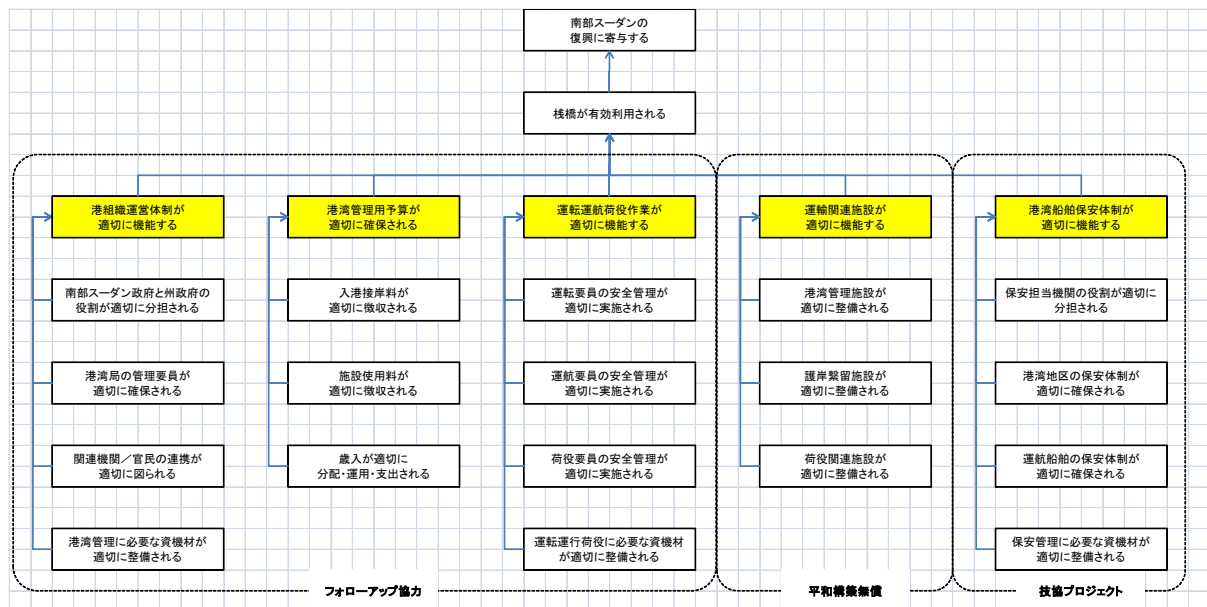 南部スーダンの
復興に寄与する
桟橋が有効利用される
港組織運営体制が
適切に機能する
港湾管理用予算が
適切に確保される
運転運航荷役作業が
適切に機能する
運輸関連施設が
適切に機能する
港湾船舶保安体制が
適切に機能する
南部スーダン政府と州政府の
役割が適切に分担される
入港接岸料が
適切に徴収される
運転要員の安全管理が
適切に実施される
港湾管理施設が
適切に整備される
保安担当機関の役割が適切に
分担される
港湾局の管理要員が
適切に確保される
施設使用料が
適切に徴収される
運航要員の安全管理が
適切に実施される
護岸繋留施設が
適切に整備される
港湾地区の保安体制が
適切に確保される
関連機関／官民の連携が
適切に図られる
歳入が適切に
分配・運用・支出される
荷役要員の安全管理が
適切に実施される
荷役関連施設が
適切に整備される
運航船舶の保安体制が
適切に確保される
港湾管理に必要な資機材が
適切に整備される
運転運行荷役に必要な資機材
が適切に整備される
保安管理に必要な資機材が
適切に整備される
フォローアップ協力
平和構築無償
技協プロジェクト